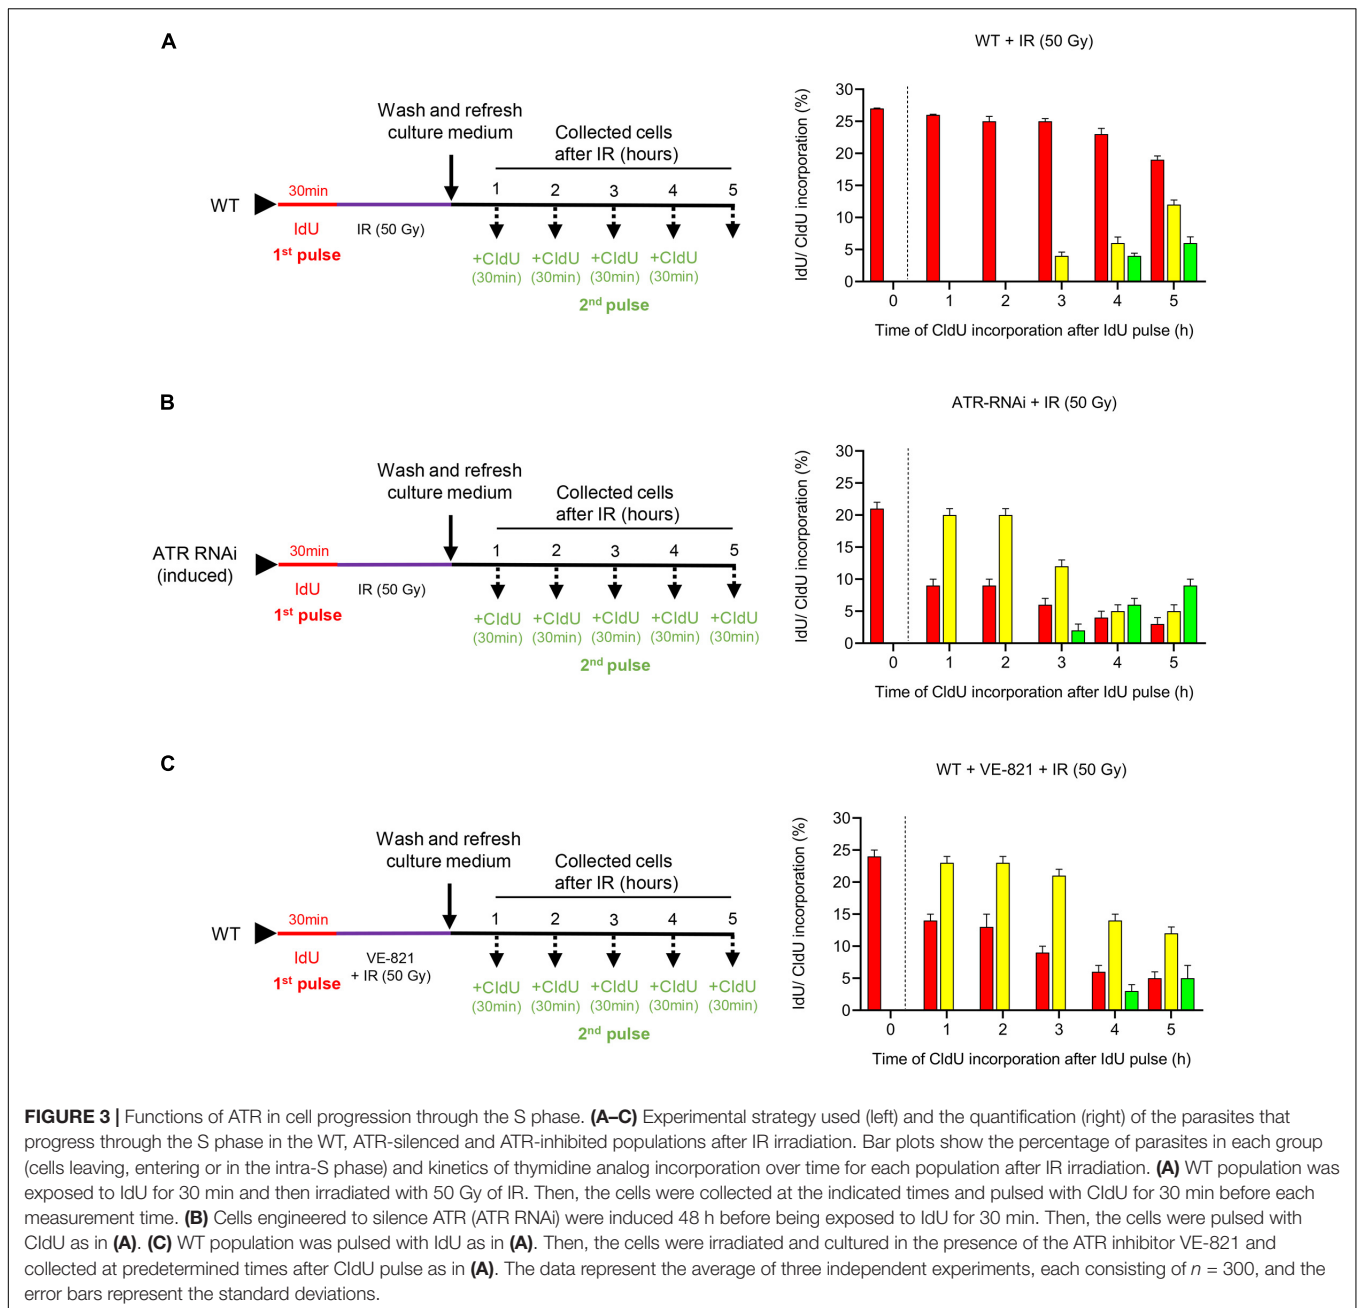 A
WT + IR (50 Gy)
Wash and refresh
culture medium
Collected cells
after IR (hours)
30min
1 2 3 4 5
WT
IdU
IR (50 Gy)
1st pulse
+CldU +CldU +CldU +CldU
(30min) (30min) (30min) (30min)
2nd pulse
IdU/ CldU incorporation (%)
30
25
20
15
10
5
0
0 1 2 3 4 5
Time of CldU incorporation after IdU pulse (h)
B
ATR-RNAi + IR (50 Gy)
Wash and refresh
culture medium
Collected cells
after IR (hours)
30min
1 2 3 4 5
ATR RNAi
(induced)
IdU
IR (50 Gy)
1st pulse
+CldU +CldU +CldU +CldU +CldU
(30min) (30min) (30min) (30min) (30min)
2nd pulse
IdU/ CldU incorporation (%)
30
25
20
15
10
5
0
0 1 2 3 4 5
Time of CldU incorporation after IdU pulse (h)
C
WT + VE-821 + IR (50 Gy)
Wash and refresh
culture medium
Collected cells
after IR (hours)
30min
1 2 3 4 5
WT
IdU
VE-821
+ IR (50 Gy)
1st pulse
+CldU +CldU +CldU +CldU +CldU
(30min) (30min) (30min) (30min) (30min)
2nd pulse
IdU/ CldU incorporation (%)
30
25
20
15
10
5
0
0 1 2 3 4 5
Time of CldU incorporation after IdU pulse (h)
FIGURE 3 | Functions of ATR in cell progression through the S phase. (A–C) Experimental strategy used (left) and the quantification (right) of the parasites that
progress through the S phase in the WT, ATR-silenced and ATR-inhibited populations after IR irradiation. Bar plots show the percentage of parasites in each group
(cells leaving, entering or in the intra-S phase) and kinetics of thymidine analog incorporation over time for each population after IR irradiation. (A) WT population was
exposed to IdU for 30 min and then irradiated with 50 Gy of IR. Then, the cells were collected at the indicated times and pulsed with CldU for 30 min before each
measurement time. (B) Cells engineered to silence ATR (ATR RNAi) were induced 48 h before being exposed to IdU for 30 min. Then, the cells were pulsed with
CldU as in (A). (C) WT population was pulsed with IdU as in (A). Then, the cells were irradiated and cultured in the presence of the ATR inhibitor VE-821 and
collected at predetermined times after CldU pulse as in (A). The data represent the average of three independent experiments, each consisting of n = 300, and the
error bars represent the standard deviations.